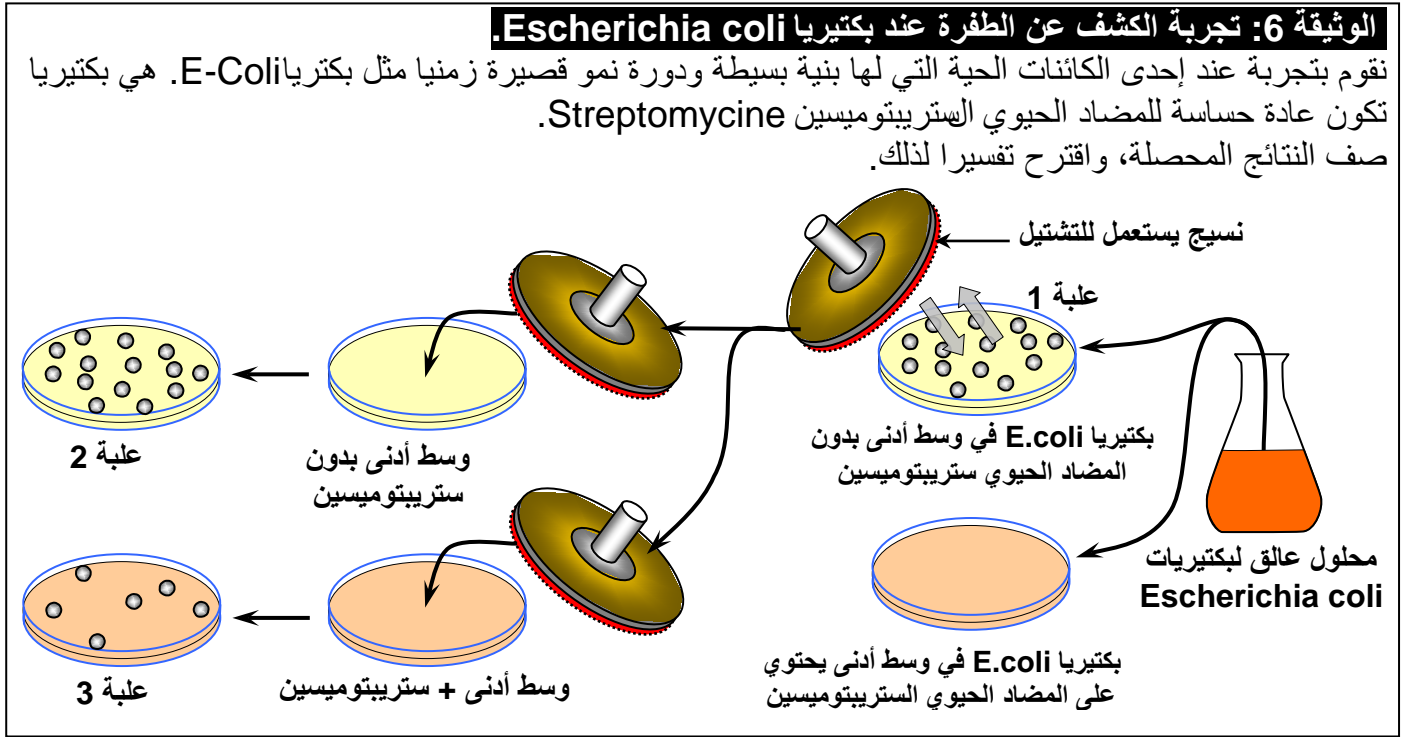 الوثيقة 6: تجربة الكشف عن الطفرة عند بكتيريا Escherichia coli.
نقوم بتجربة عند إحدى الكائنات الحية التي لها بنية بسيطة ودورة نمو قصيرة زمنيا مثل بكترياE-Coli. هي بكتيريا
تكون عادة حساسة للمضاد الحيوي الستريبتوميسين Streptomycine.
صف النتائج المحصلة، واقترح تفسيرا لذلك.
نسيج يستعمل للتشتيل
علبة 1
بكتيريا E.coli في وسط أدنى بدون
المضاد الحيوي ستريبتوميسين
وسط أدنى بدون
ستريبتوميسين
علبة 2
محلول عالق لبكتيريات
Escherichia coli
بكتيريا E.coli في وسط أدنى يحتوي
على المضاد الحيوي الستريبتوميسين
وسط أدنى + ستريبتوميسين
علبة 3